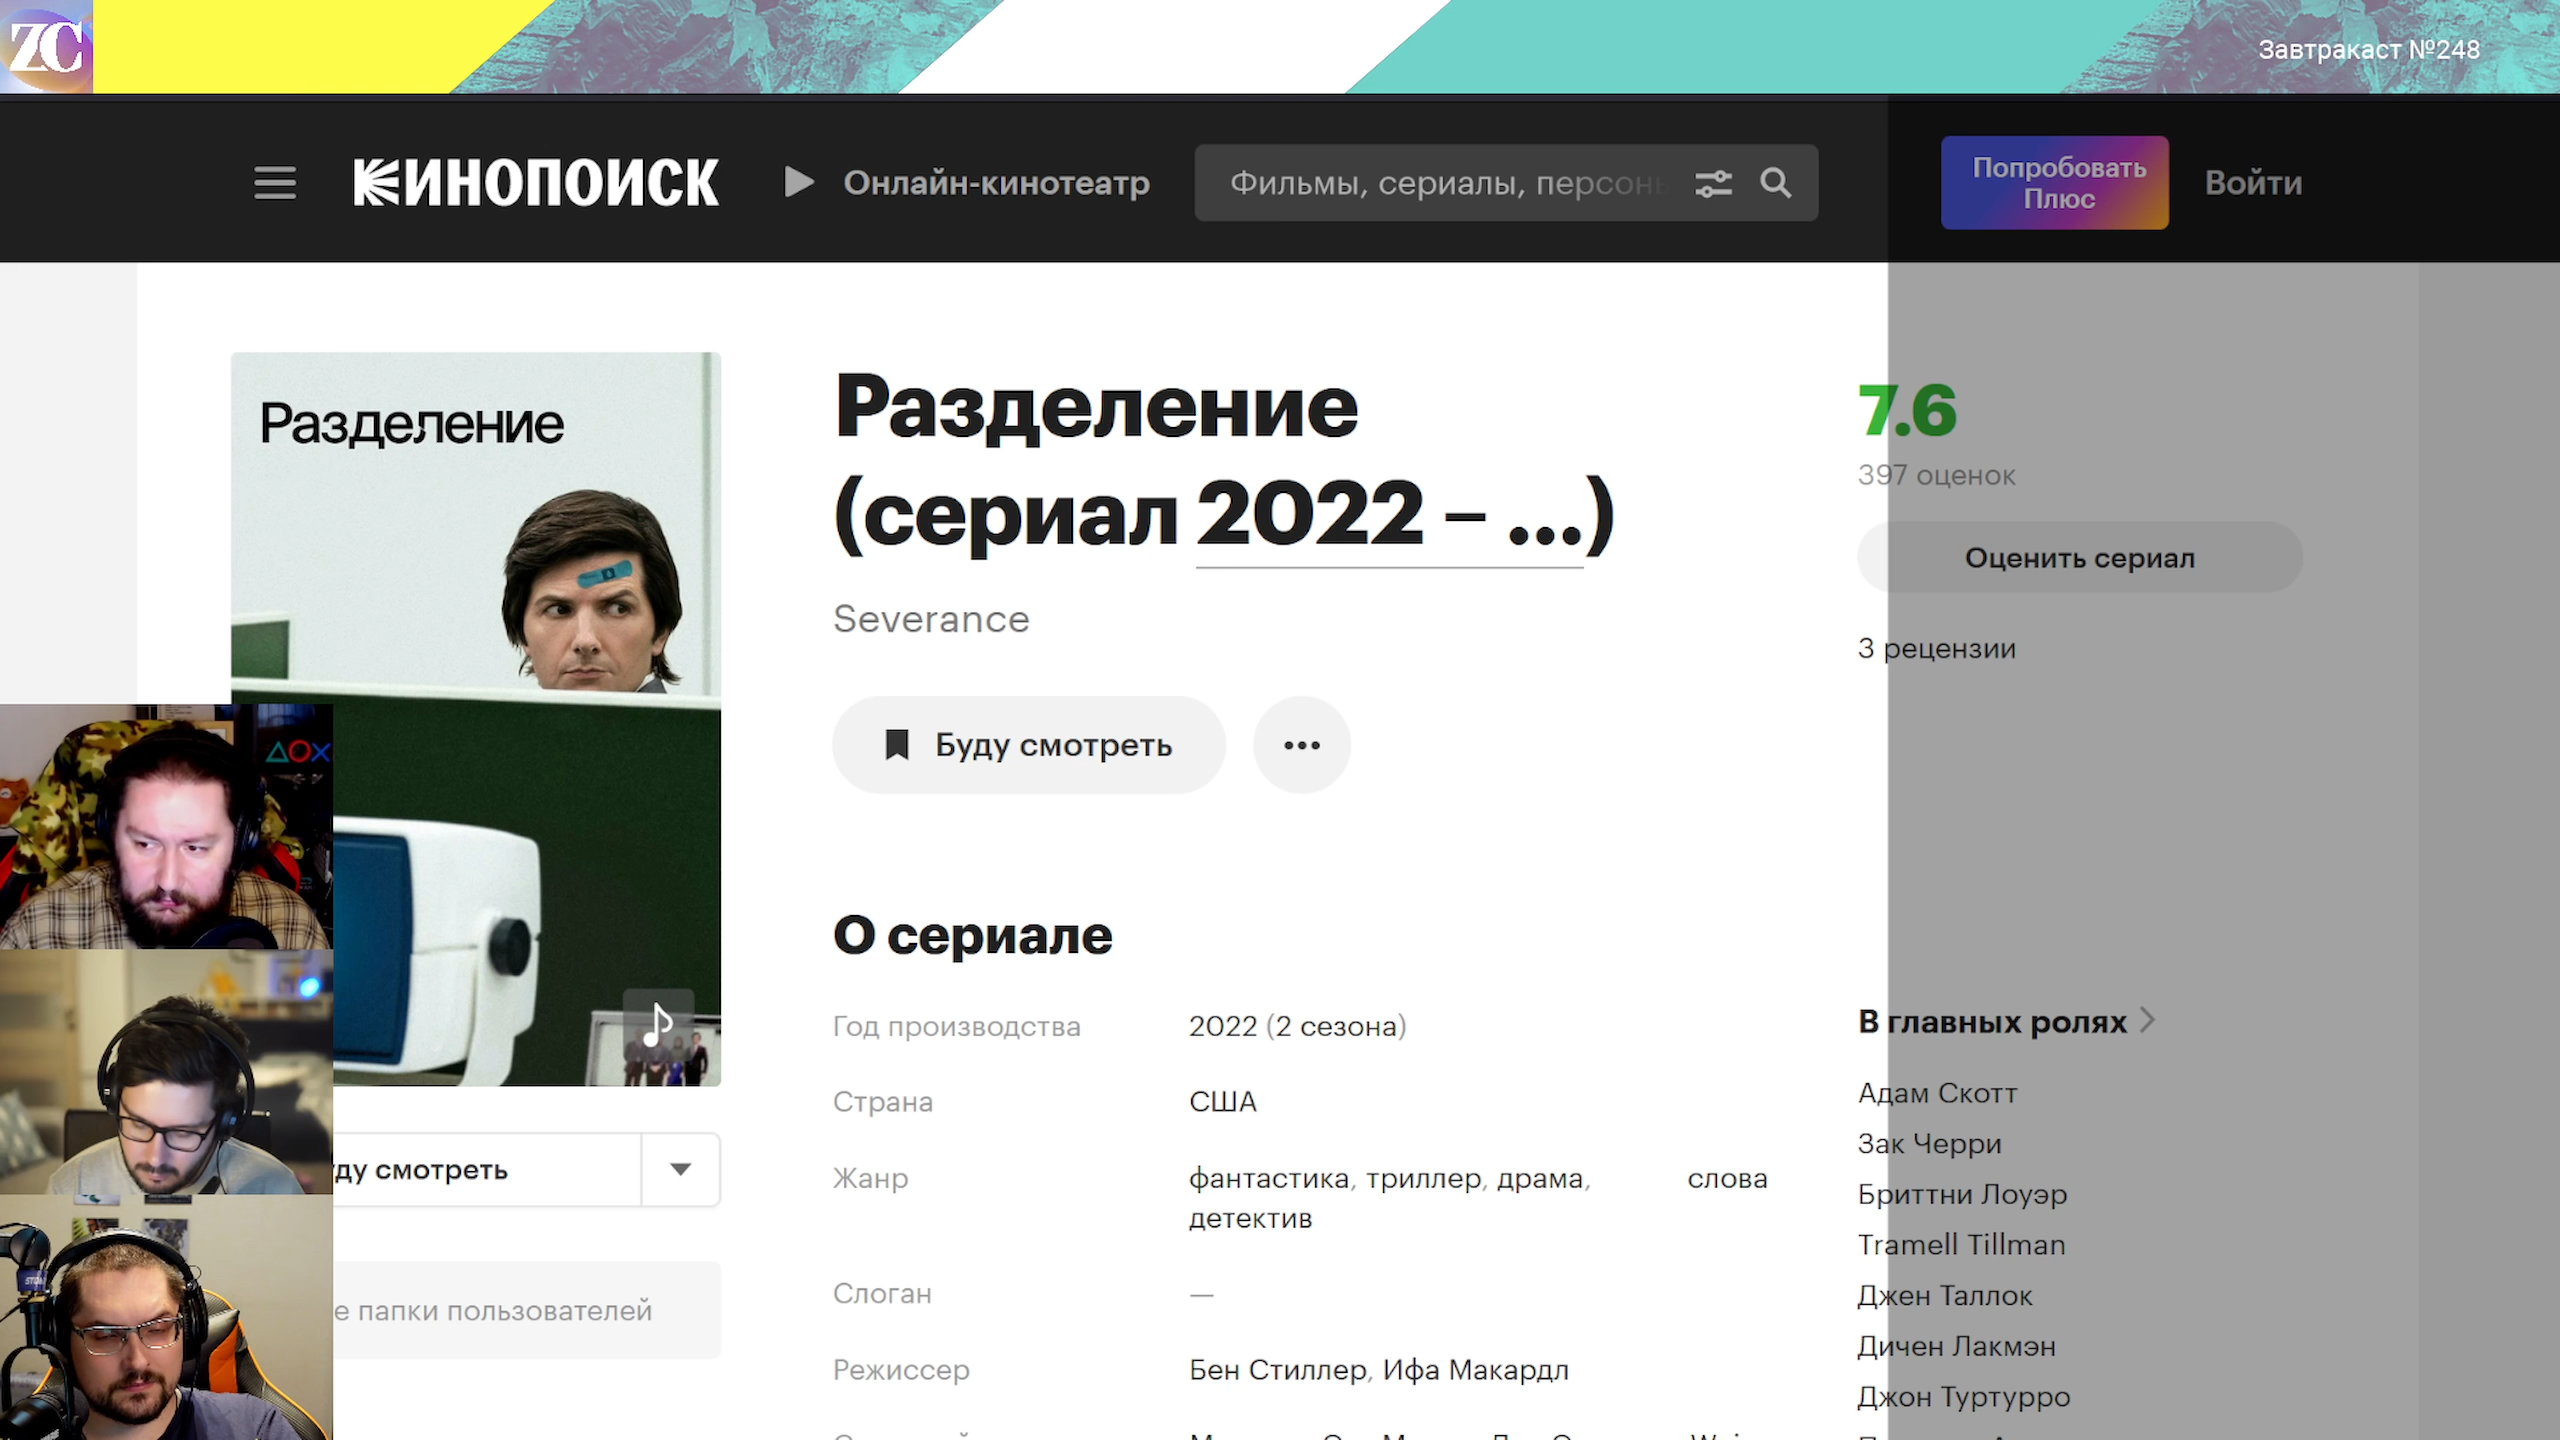 ZC
Завтракаст №248
КИНОПОИСК
Онлайн-кинотеатр
Фильмы, сериалы,
Попробовать
Плюс
Войти
Разделение
Разделение
(сериал 2022 – ...)
Severance
7.6
397 оценок
Оценить сериал
3 рецензии
Буду смотреть
О сериале
Год производства 2022 (2 сезона)
Страна США
Жанр фантастика, триллер, драма, слова
детектив
Слоган —
Режиссер Бен Стиллер, Ифа Макардл
В главных ролях
Адам Скотт
Зак Черри
Бриттни Лоуэр
Tramell Tillman
Джен Таллок
Дичен Лакмэн
Джон Туртурро
смотреть
папки пользователей